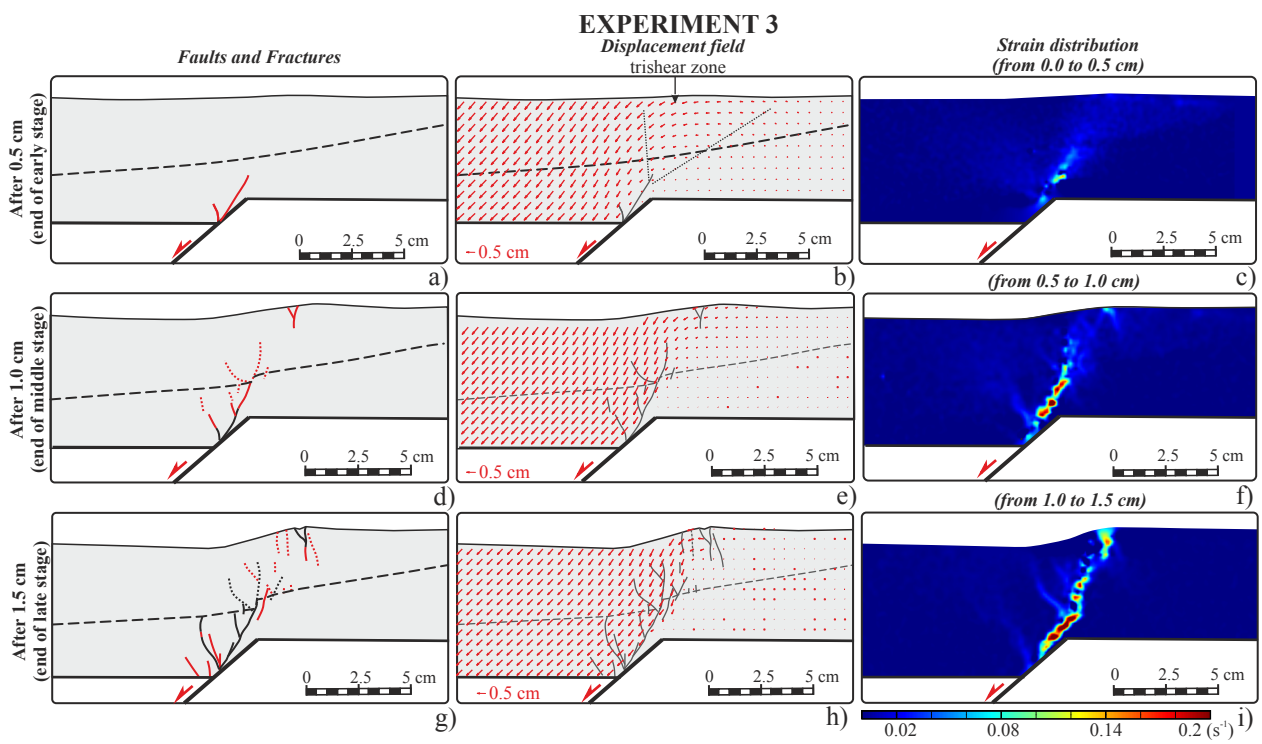 EXPERIMENT 3
Faults and Fractures
Displacement field
trishear zone
Strain distribution
(from 0.0 to 0.5 cm)
After 0.5 cm
(end of early stage)
0 2.5 5 cm
a)
0.5 cm
0 2.5 5 cm
b)
0 2.5 5 cm
c)
(from 0.5 to 1.0 cm)
After 1.0 cm
(end of middle stage)
0 2.5 5 cm
d)
0.5 cm
0 2.5 5 cm
e)
0 2.5 5 cm
f)
(from 1.0 to 1.5 cm)
After 1.5 cm
(end of late stage)
0 2.5 5 cm
g)
0.5 cm
0 2.5 5 cm
h)
0 2.5 5 cm
i)
0.02 0.08 0.14 0.2 (s⁻¹)